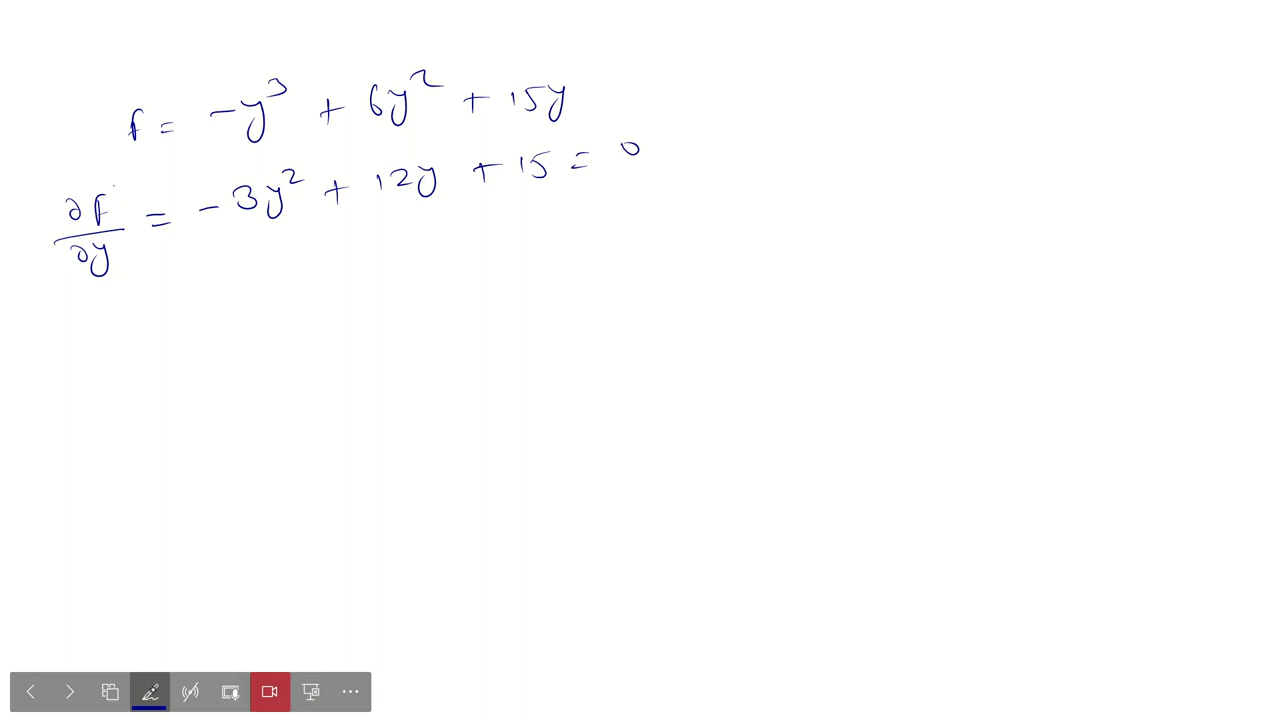 f = -y³ + 6y² + 15y
∂f/∂y = -3y² + 12y + 15 = 0